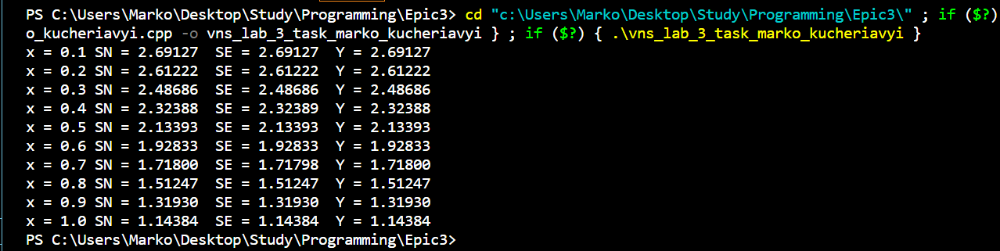 PS C:\Users\Marko\Desktop\Study\Programming\Epic3> cd "c:\Users\Marko\Desktop\Study\Programming\Epic3\" ; if ($?)
o_kucheriavyi.cpp -o vns_lab_3_task_marko_kucheriavyi } ; if ($?) { .\vns_lab_3_task_marko_kucheriavyi }
x = 0.1 SN = 2.69127  SE = 2.69127  Y = 2.69127
x = 0.2 SN = 2.61222  SE = 2.61222  Y = 2.61222
x = 0.3 SN = 2.48686  SE = 2.48686  Y = 2.48686
x = 0.4 SN = 2.32388  SE = 2.32389  Y = 2.32388
x = 0.5 SN = 2.13393  SE = 2.13393  Y = 2.13393
x = 0.6 SN = 1.92833  SE = 1.92833  Y = 1.92833
x = 0.7 SN = 1.71800  SE = 1.71798  Y = 1.71800
x = 0.8 SN = 1.51247  SE = 1.51247  Y = 1.51247
x = 0.9 SN = 1.31930  SE = 1.31930  Y = 1.31930
x = 1.0 SN = 1.14384  SE = 1.14384  Y = 1.14384
PS C:\Users\Marko\Desktop\Study\Programming\Epic3>